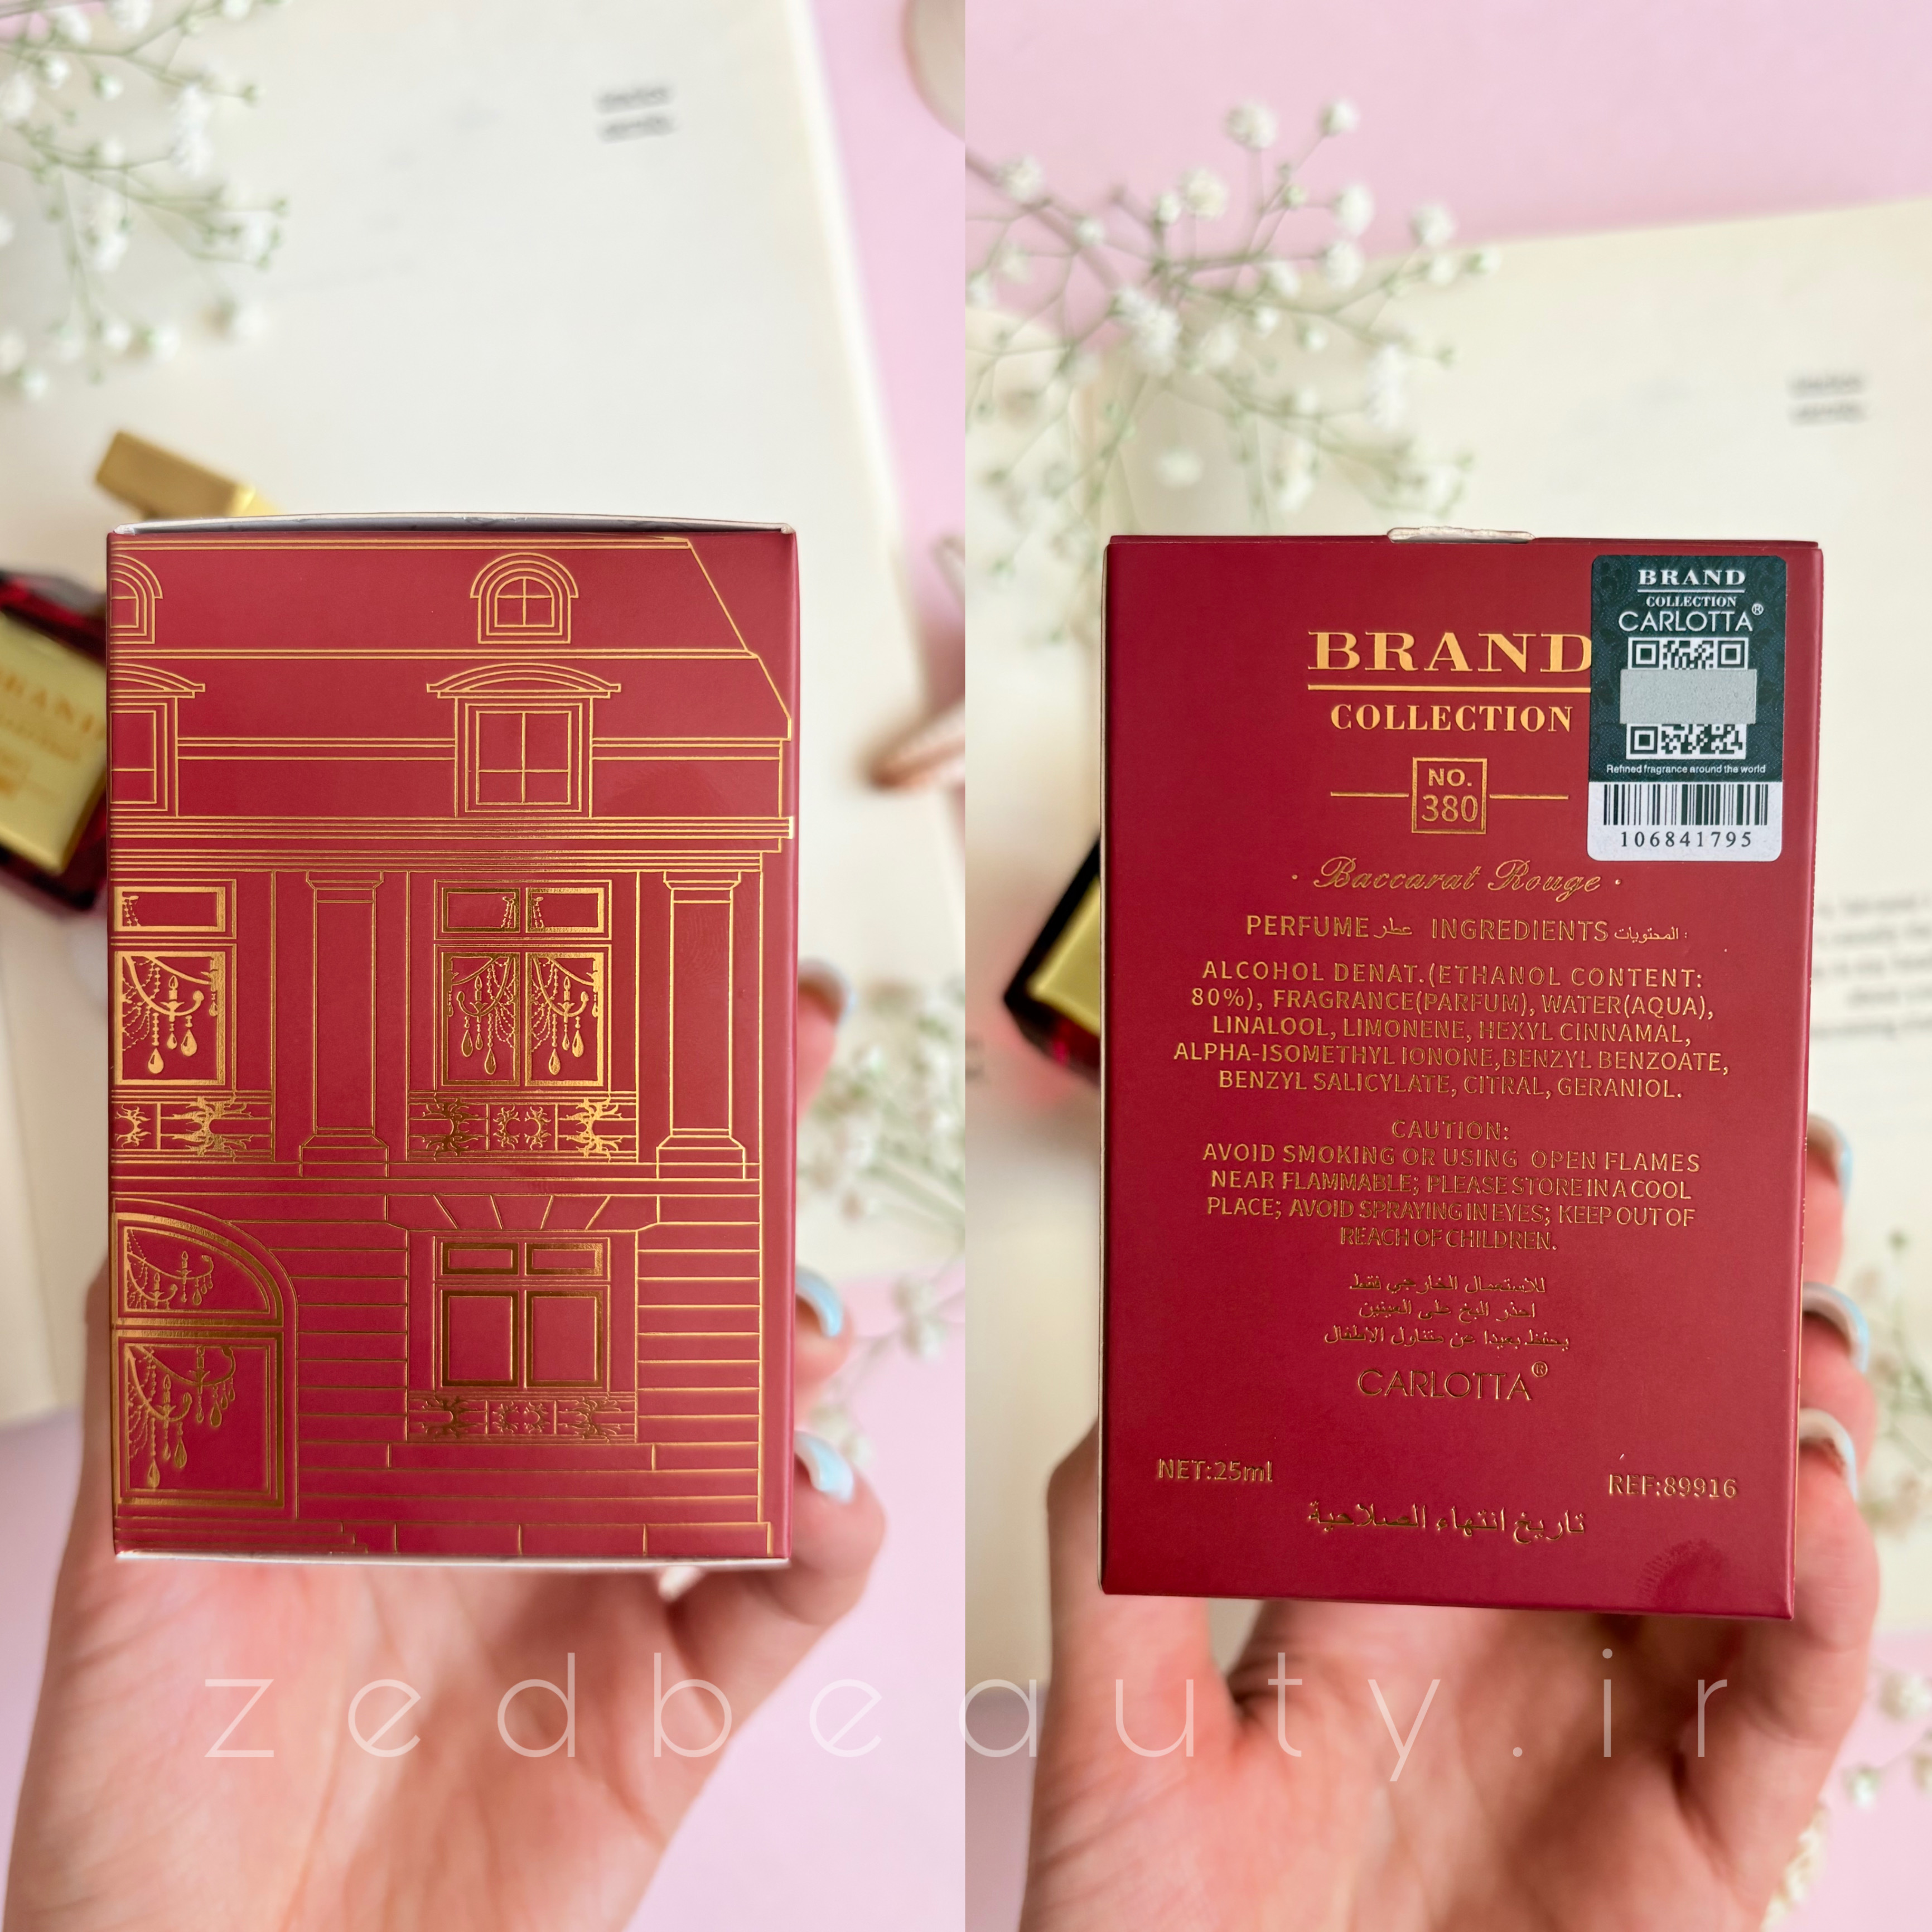 BRAND
COLLECTION
CARLOTTA®
Refined fragrance around the world
106841795
BRAND
COLLECTION
NO.
380
· Baccarat Rouge ·
PERFUME عطر INGREDIENTS المحتويات:
ALCOHOL DENAT.(ETHANOL CONTENT:
80%), FRAGRANCE(PARFUM), WATER(AQUA),
LINALOOL, LIMONENE, HEXYL CINNAMAL,
ALPHA-ISOMETHYL IONONE,BENZYL BENZOATE,
BENZYL SALICYLATE, CITRAL, GERANIOL.
CAUTION:
AVOID SMOKING OR USING OPEN FLAMES
NEAR FLAMMABLE; PLEASE STORE IN A COOL
PLACE; AVOID SPRAYING IN EYES; KEEP OUT OF
REACH OF CHILDREN.
للاستعمال الخارجي فقط
احذر البخ على العينين
يحفظ بعيدا عن متناول الاطفال
CARLOTTA®
NET:25ml
REF:89916
تاريخ انتهاء الصلاحية
zedbeauty.ir